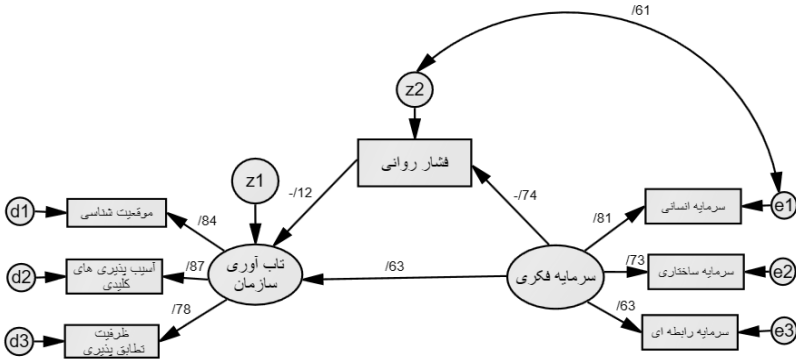 /61
z2
فشار روانی
z1
-/12
-/74
d1
موقعیت شناسی
/84
/81
سرمایه انسانی
e1
d2
آسیب پذیری های
کلیدی
/87
تاب آوری
سازمان
/63
سرمایه فکری
/73
سرمایه ساختاری
e2
d3
ظرفیت
تطابق پذیری
/78
/63
سرمایه رابطه ای
e3